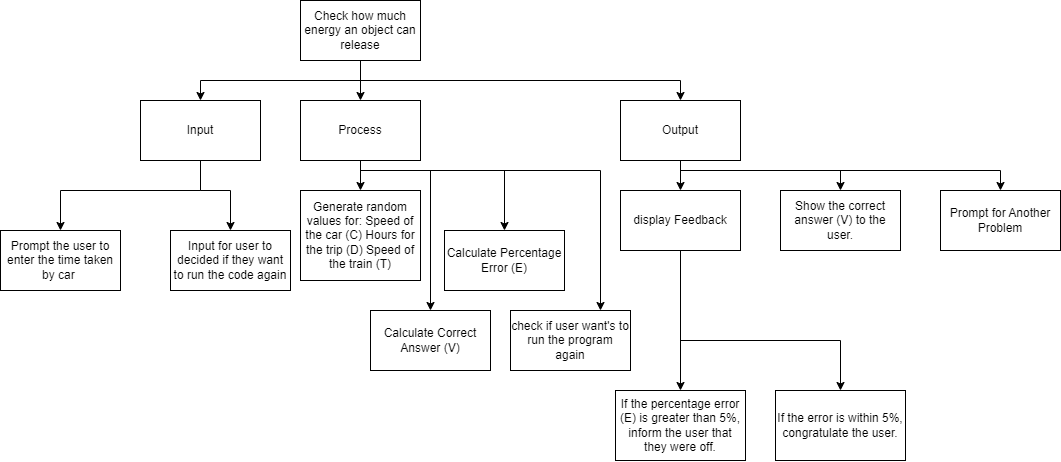 Check how much
energy an object can
release
Input
Process
Output
Prompt the user to
enter the time taken
by car
Input for user to
decided if they want
to run the code again
Generate random
values for: Speed of
the car (C) Hours for
the trip (D) Speed of
the train (T)
Calculate Correct
Answer (V)
Calculate Percentage
Error (E)
check if user want's to
run the program
again
display Feedback
Show the correct
answer (V) to the
user.
Prompt for Another
Problem
If the percentage error
(E) is greater than 5%,
inform the user that
they were off.
If the error is within 5%,
congratulate the user.